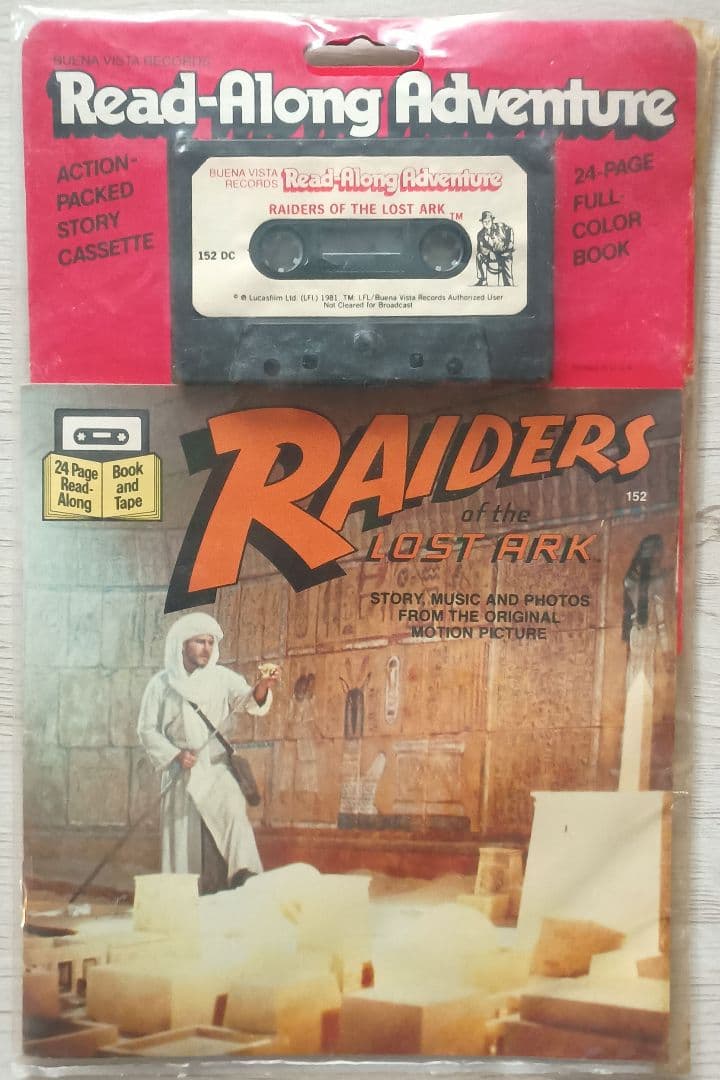 BUENA VISTA RECORDS
Read-Along Adventure
ACTION-
PACKED
STORY
CASSETTE
24-PAGE
FULL-
COLOR
BOOK
BUENA VISTA
RECORDS
Read-Along Adventure
RAIDERS OF THE LOST ARK TM
152 DC
© ℗ Lucasfilm Ltd. (LFL) 1981 TM: LFL/Buena Vista Records Authorized User
Not Cleared for Broadcast
24 Page
Read-
Along
Book
and
Tape
RAIDERS
of the
LOST ARK™
152
STORY, MUSIC AND PHOTOS
FROM THE ORIGINAL
MOTION PICTURE